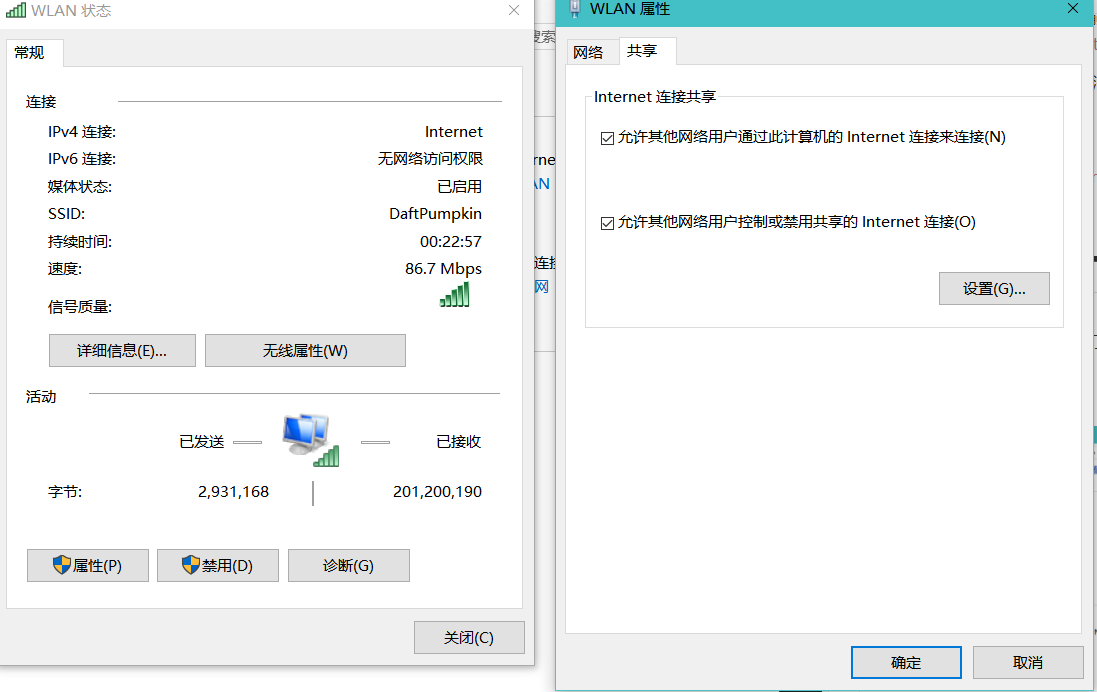 WLAN 状态
常规
连接
IPv4 连接: Internet
IPv6 连接: 无网络访问权限
媒体状态: 已启用
SSID: DaftPumpkin
持续时间: 00:22:57
速度: 86.7 Mbps
信号质量:
详细信息(E)... 无线属性(W)
活动
已发送 已接收
字节: 2,931,168 201,200,190
属性(P) 禁用(D) 诊断(G)
关闭(C)
搜索
连接
网
WLAN 属性
网络 共享
Internet 连接共享
允许其他网络用户通过此计算机的 Internet 连接来连接(N)
允许其他网络用户控制或禁用共享的 Internet 连接(O)
设置(G)...
确定 取消